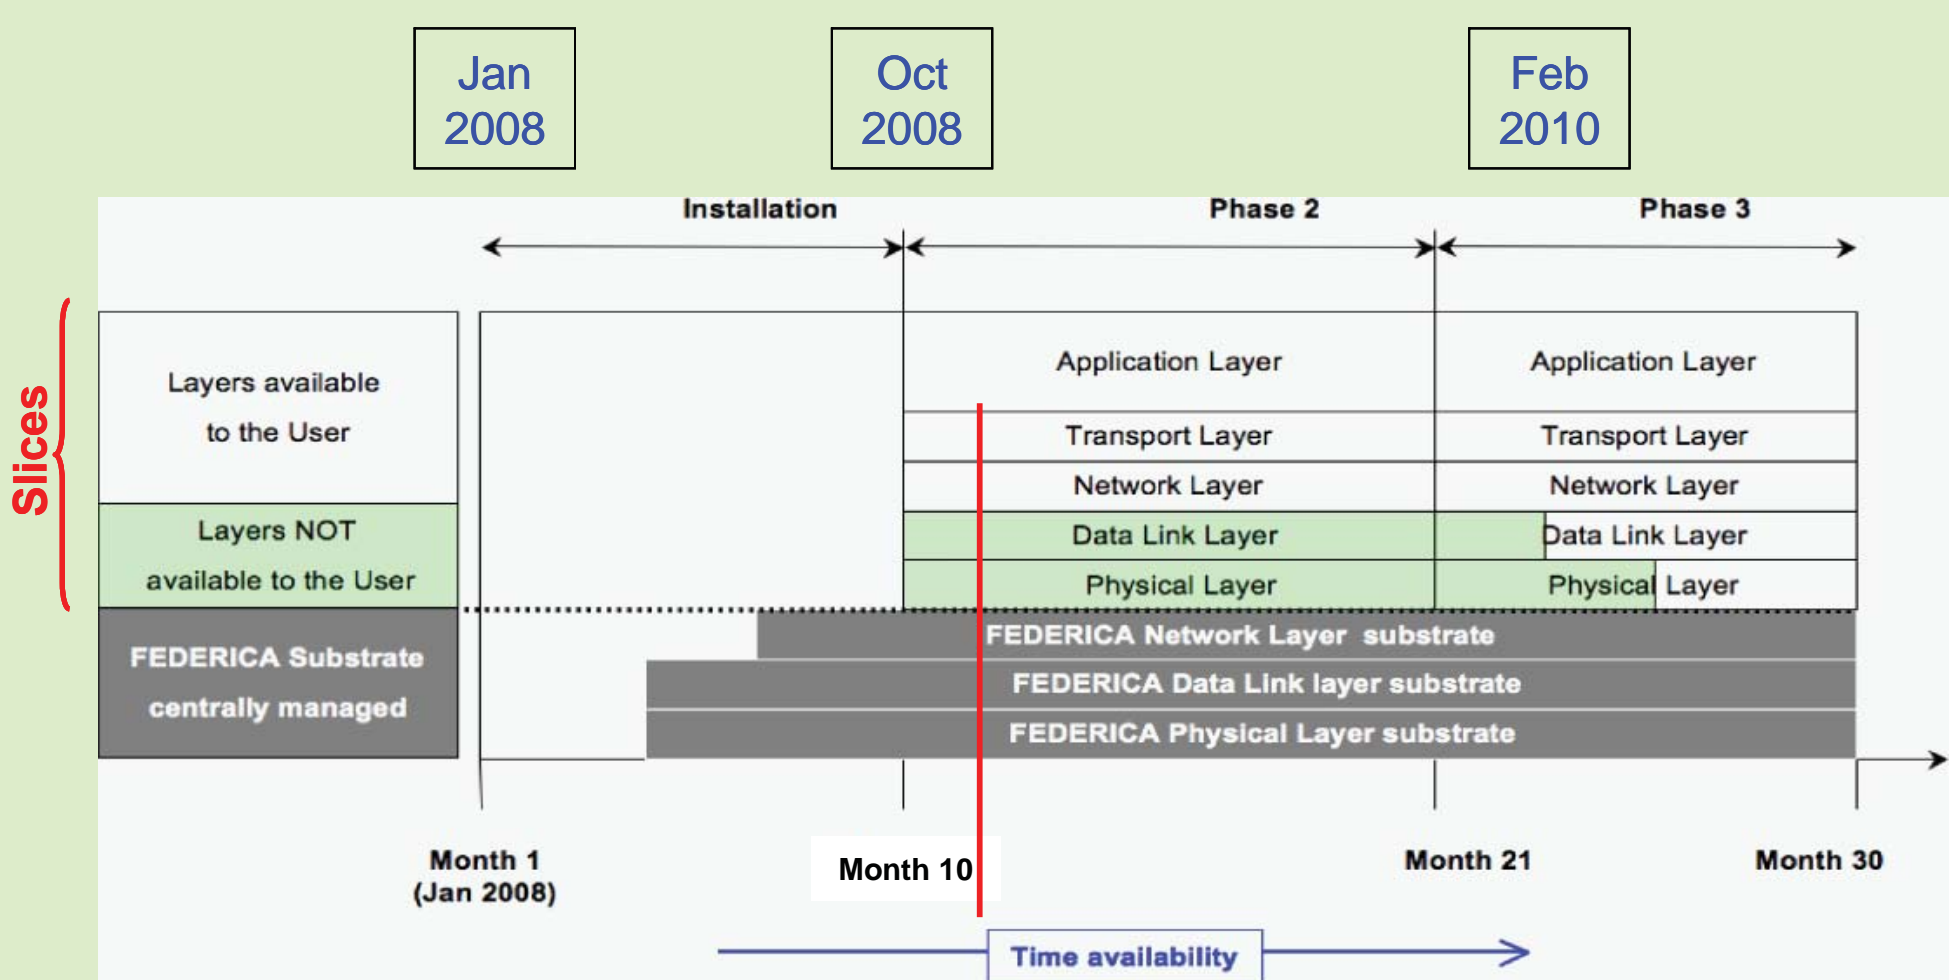 Jan
2008
Oct
2008
Feb
2010
Installation
Phase 2
Phase 3
Slices
Layers available
to the User
Layers NOT
available to the User
FEDERICA Substrate
centrally managed
Application Layer
Application Layer
Transport Layer
Transport Layer
Network Layer
Network Layer
Data Link Layer
Data Link Layer
Physical Layer
Physical Layer
FEDERICA Network Layer substrate
FEDERICA Data Link layer substrate
FEDERICA Physical Layer substrate
Month 1
(Jan 2008)
Month 10
Month 21
Month 30
Time availability